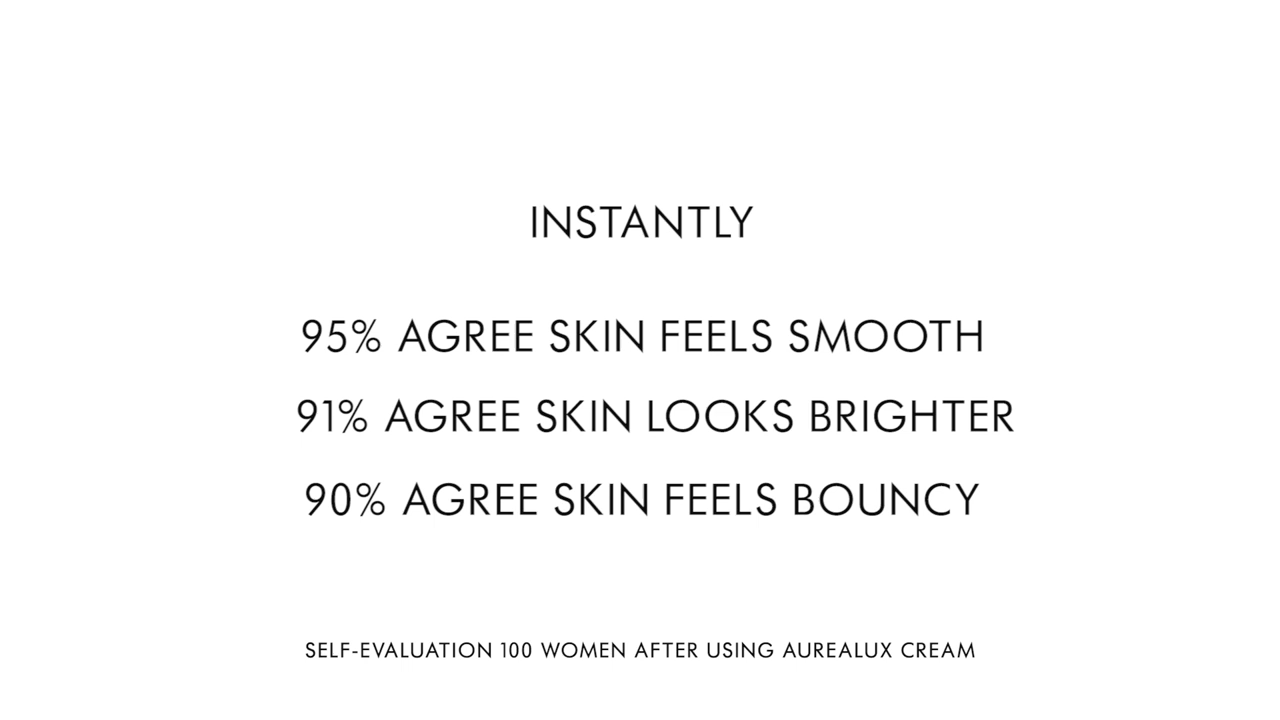 INSTANTLY
95% AGREE SKIN FEELS SMOOTH
91% AGREE SKIN LOOKS BRIGHTER
90% AGREE SKIN FEELS BOUNCY
SELF-EVALUATION 100 WOMEN AFTER USING AUREALUX CREAM